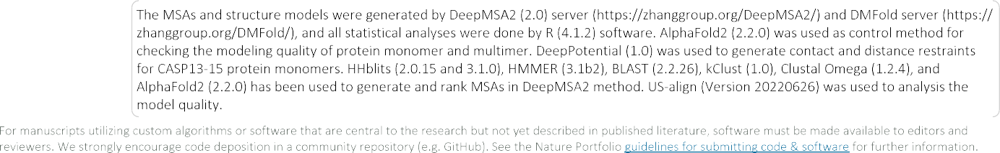 The MSAs and structure models were generated by DeepMSA2 (2.0) server (https://zhanggroup.org/DeepMSA2/) and DMFold server (https://
zhanggroup.org/DMFold/), and all statistical analyses were done by R (4.1.2) software. AlphaFold2 (2.2.0) was used as control method for
checking the modeling quality of protein monomer and multimer. DeepPotential (1.0) was used to generate contact and distance restraints
for CASP13-15 protein monomers. HHblits (2.0.15 and 3.1.0), HMMER (3.1b2), BLAST (2.2.26), kClust (1.0), Clustal Omega (1.2.4), and
AlphaFold2 (2.2.0) has been used to generate and rank MSAs in DeepMSA2 method. US-align (Version 20220626) was used to analysis the
model quality.
For manuscripts utilizing custom algorithms or software that are central to the research but not yet described in published literature, software must be made available to editors and
reviewers. We strongly encourage code deposition in a community repository (e.g. GitHub). See the Nature Portfolio guidelines for submitting code & software for further information.